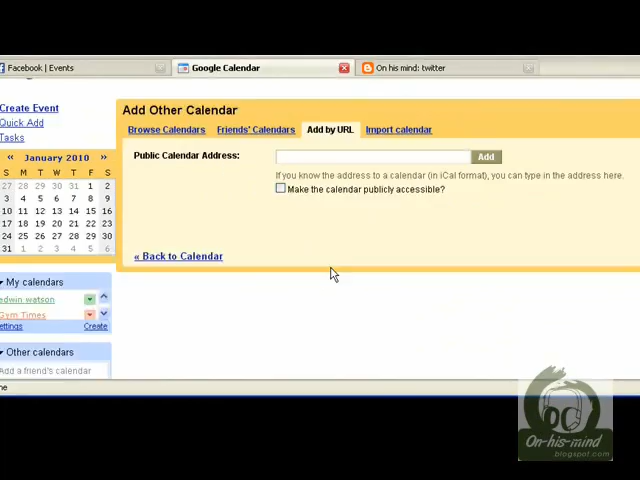 Facebook | Events
Google Calendar
On his mind: twitter
Create Event
Quick Add
Tasks
« January 2010 »
S M T W T F S
27 28 29 30 31 1 2
3 4 5 6 7 8 9
10 11 12 13 14 15 16
17 18 19 20 21 22 23
24 25 26 27 28 29 30
31 1 2 3 4 5 6
My calendars
edwin watson
Gym Times
ettings Create
Other calendars
Add a friend's calendar
Add Other Calendar
Browse Calendars Friends' Calendars Add by URL Import calendar
Public Calendar Address: Add
If you know the address to a calendar (in iCal format), you can type in the address here.
Make the calendar publicly accessible?
« Back to Calendar
ne
On-his-mind
blogspot.com